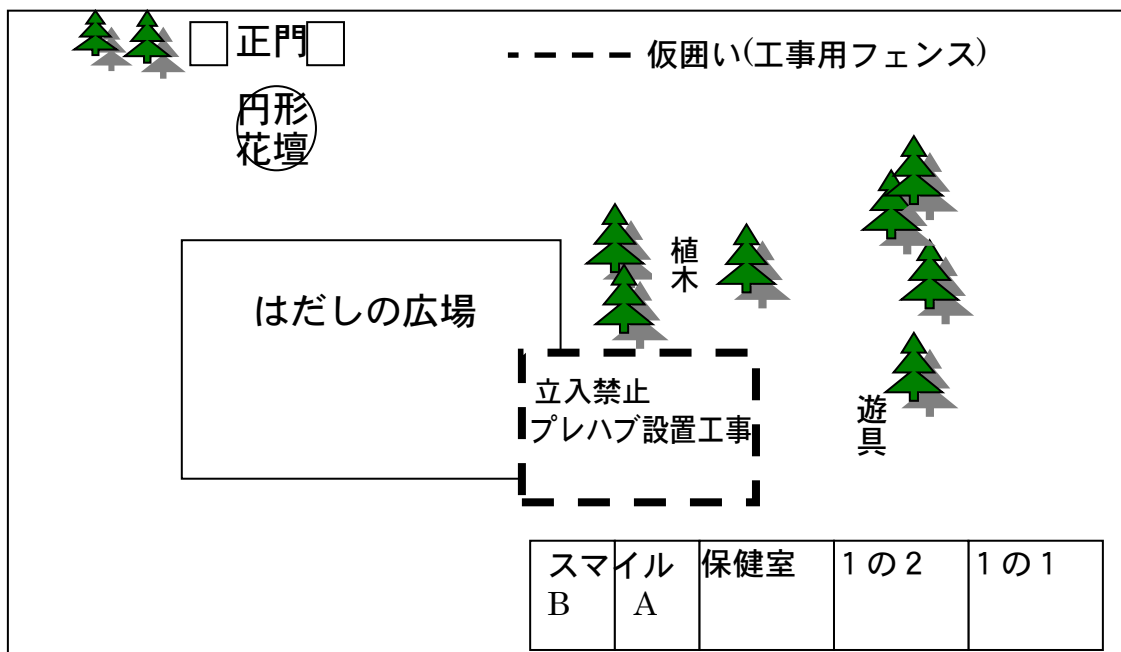 正門
仮囲い(工事用フェンス)
円形
花壇
植木
はだしの広場
立入禁止
プレハブ設置工事
遊具
スマイル
B
A
保健室
１の２
１の１